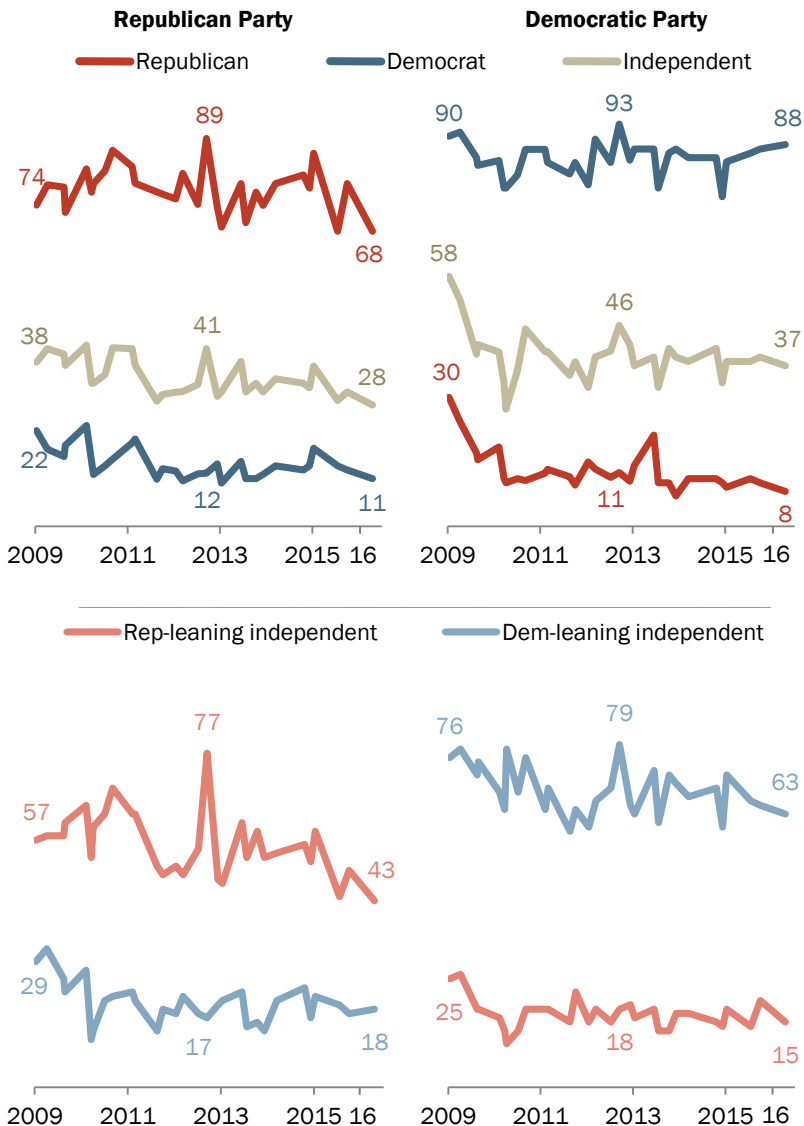 Republican Party Democratic Party
Republican Democrat Independent
89 93
90 88
74
68
58
38 41 46
28 37
30
22 12 11 11 8
2009 2011 2013 2015 16 2009 2011 2013 2015 16
Rep-leaning independent Dem-leaning independent
77 79
76
57 63
43
29 17 18 25 18 15
2009 2011 2013 2015 16 2009 2011 2013 2015 16